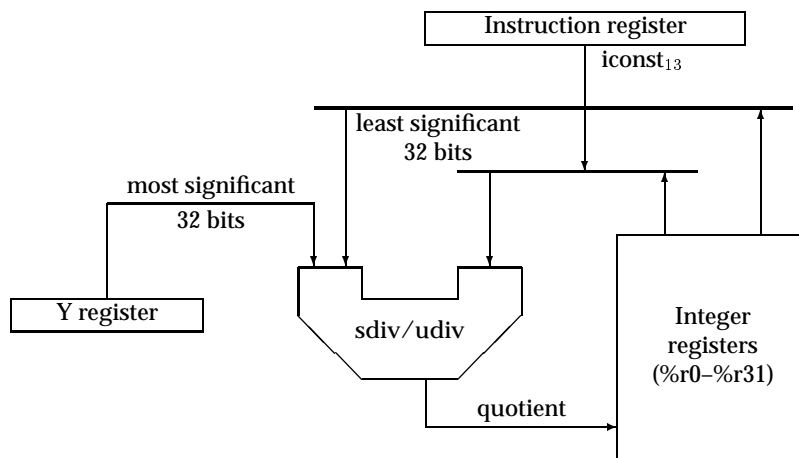 Instruction register
iconst₁₃
least significant
32 bits
most significant
32 bits
Y register
sdiv/udiv
Integer
registers
(%r0–%r31)
quotient